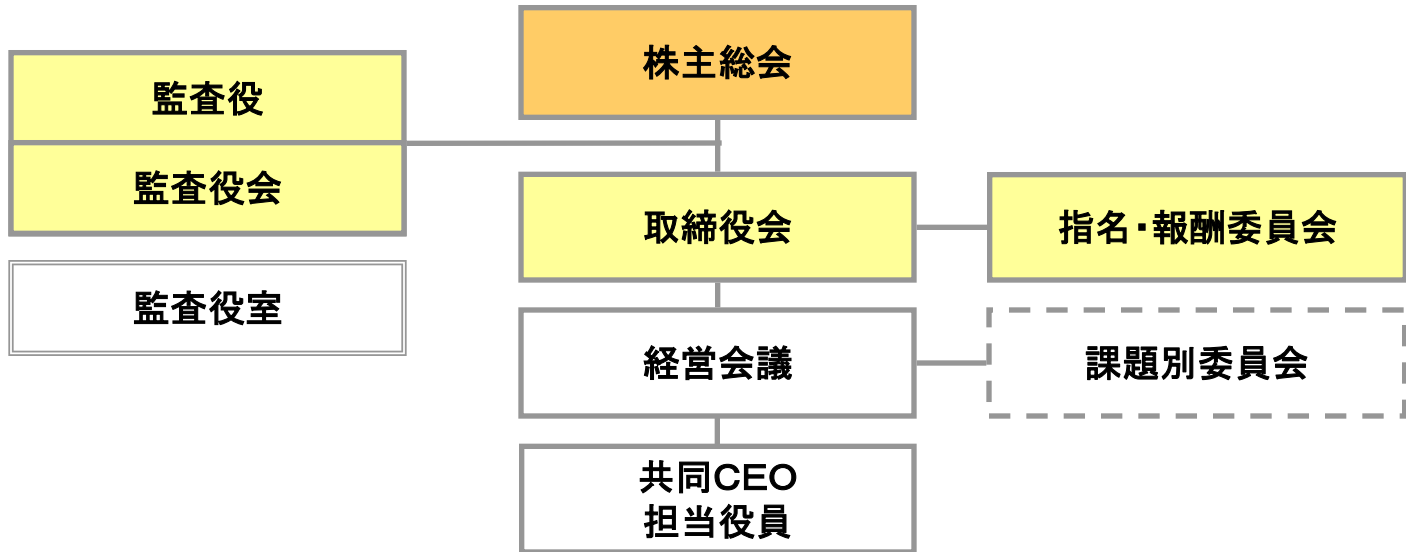 株主総会
監査役
監査役会
取締役会
指名・報酬委員会
監査役室
経営会議
課題別委員会
共同CEO
担当役員